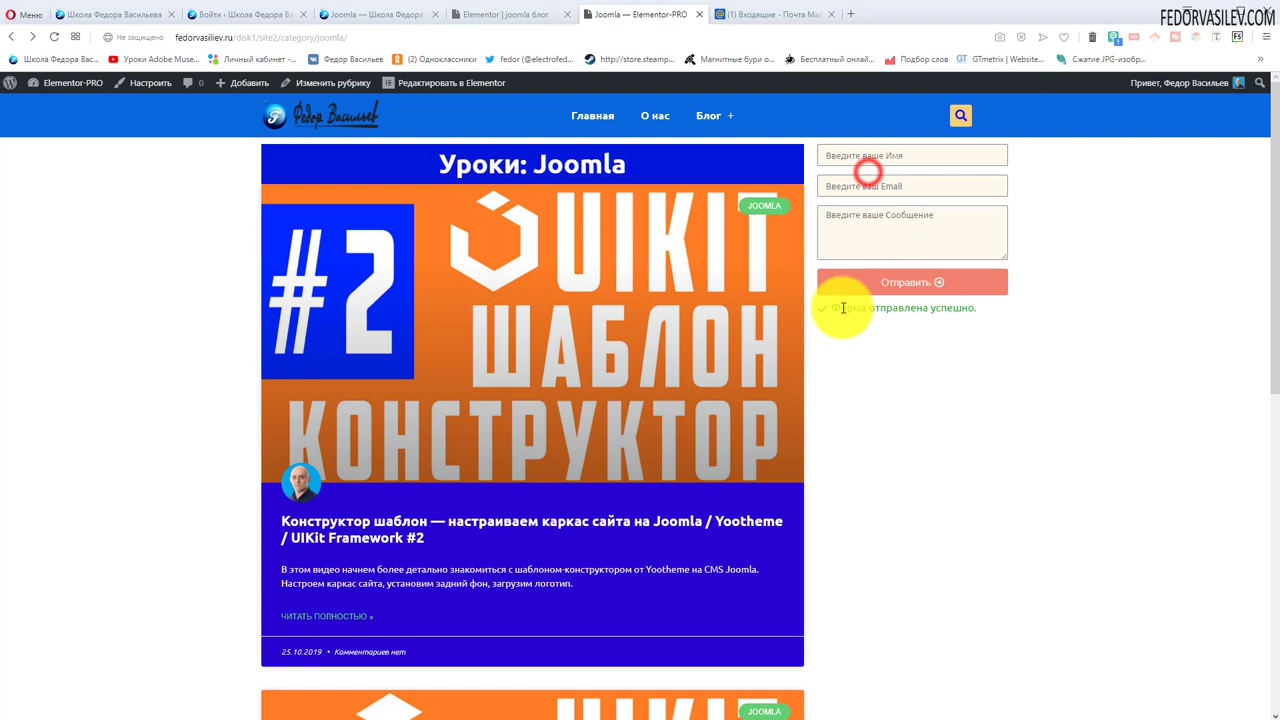 Меню
Школа Федора Васильева
Войти ‹ Школа Федора Ва
Joomla — Школа Федора
Elementor | joomla блог
Joomla — Elementor-PRO
(1) Входящие - Почта Mai
FEDORVASILEV.COM
Не защищено
fedorvasiliev.ru/disk1/site2/category/joomla/
Школа Федора Вас...
Уроки Adobe Muse...
Личный кабинет -...
Федор Васильев
(2) Одноклассники
fedor (@electrofed...
http://store.steamp...
Магнитные бури о...
Бесплатный онлай...
Подбор слов
GTmetrix | Website...
Сжатие JPG-изобр...
Elementor-PRO
Настроить
0
Добавить
Изменить рубрику
Редактировать в Elementor
Привет, Федор Васильев
Федор Васильев
Главная
О нас
Блог +
Уроки: Joomla
JOOMLA
#2
UIKIT
ШАБЛОН
КОНСТРУКТОР
Конструктор шаблон — настраиваем каркас сайта на Joomla / Yootheme
/ UIKit Framework #2
В этом видео начнем более детально знакомиться с шаблоном-конструктором от Yootheme на CMS Joomla.
Настроем каркас сайта, установим задний фон, загрузим логотип.
ЧИТАТЬ ПОЛНОСТЬЮ »
25.10.2019 • Комментариев нет
JOOMLA
Введите ваше Имя
Введите ваш Email
Введите ваше Сообщение
Отправить
Форма отправлена успешно.